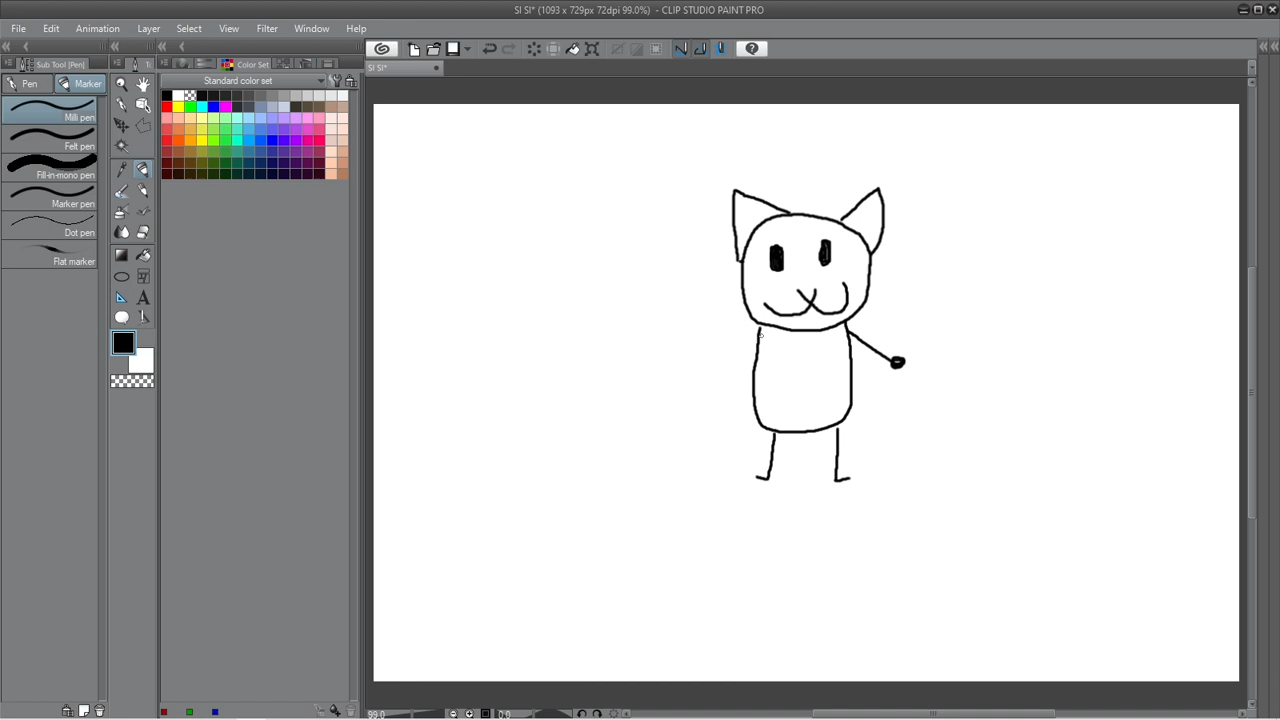 SI SI* (1093 x 729px 72dpi 99.0%) - CLIP STUDIO PAINT PRO
File Edit Animation Layer Select View Filter Window Help
Sub Tool [Pen]
Color Set
SI SI*
Pen Marker
Standard color set
Milli pen
Felt pen
Fill-in-mono pen
Marker pen
Dot pen
Flat marker
99.0
0.0